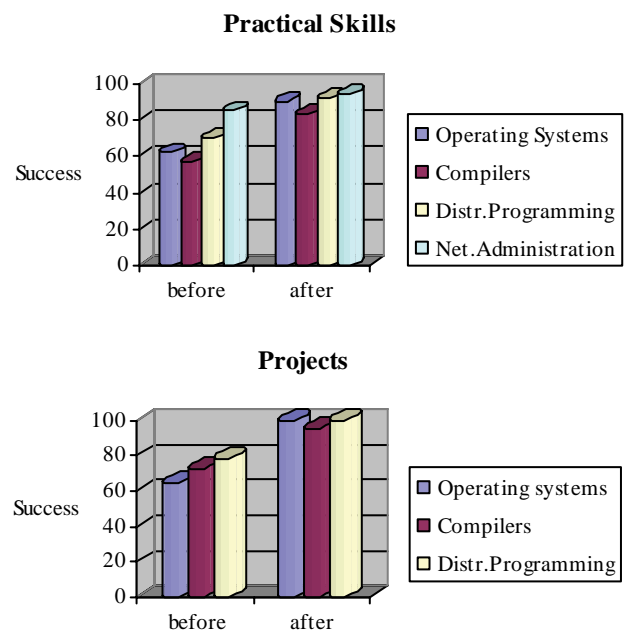 Practical Skills
100
80
60
Success
40
20
0
before after
Operating Systems
Compilers
Distr.Programming
Net.Administration
Projects
100
80
60
Success
40
20
0
before after
Operating systems
Compilers
Distr.Programming